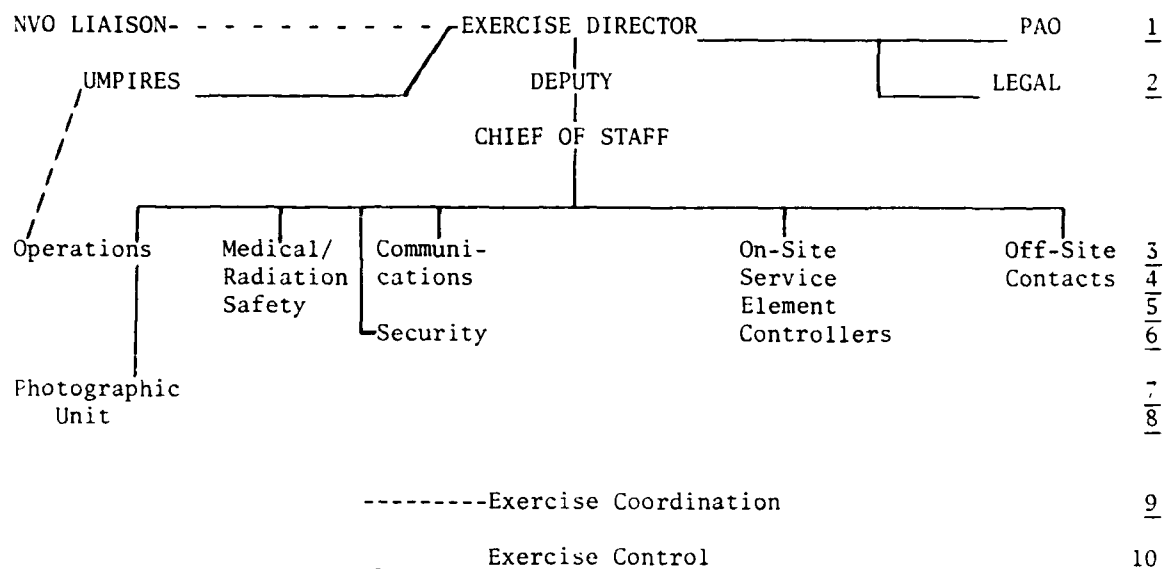 NVO LIAISON- - - - - - - - - -EXERCISE DIRECTOR PAO 1
UMPIRES DEPUTY LEGAL 2
CHIEF OF STAFF
Operations Medical/ Communi- On-Site Off-Site 3
Radiation cations Service Contacts 4
Safety Element 5
Security Controllers 6
Photographic 7
Unit 8
---------Exercise Coordination 9
Exercise Control 10